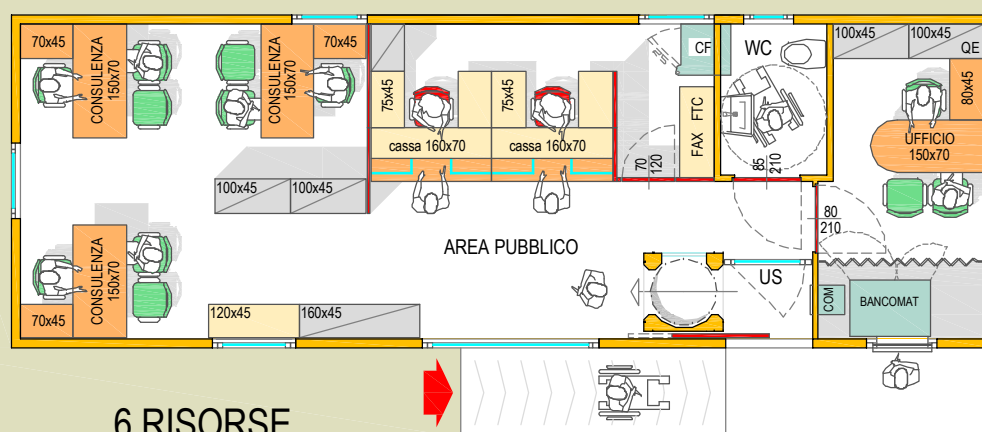 70x45
CONSULENZA
150x70
CONSULENZA
150x70
70x45
75x45
75x45
cassa 160x70
cassa 160x70
CF
FAX FTC
70
120
WC
85
210
100x45
100x45
QE
80x45
UFFICIO
150x70
80
210
100x45
100x45
AREA PUBBLICO
US
COM
BANCOMAT
CONSULENZA
150x70
70x45
120x45
160x45
6 RISORSE